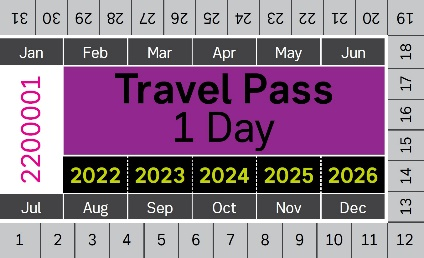 31 30 29 28 27 26 25 24 23 22 21 20 19
Jan Feb Mar Apr May Jun
18
17
16
15
14
13
2200001
Travel Pass
1 Day
2022 2023 2024 2025 2026
Jul Aug Sep Oct Nov Dec
1 2 3 4 5 6 7 8 9 10 11 12